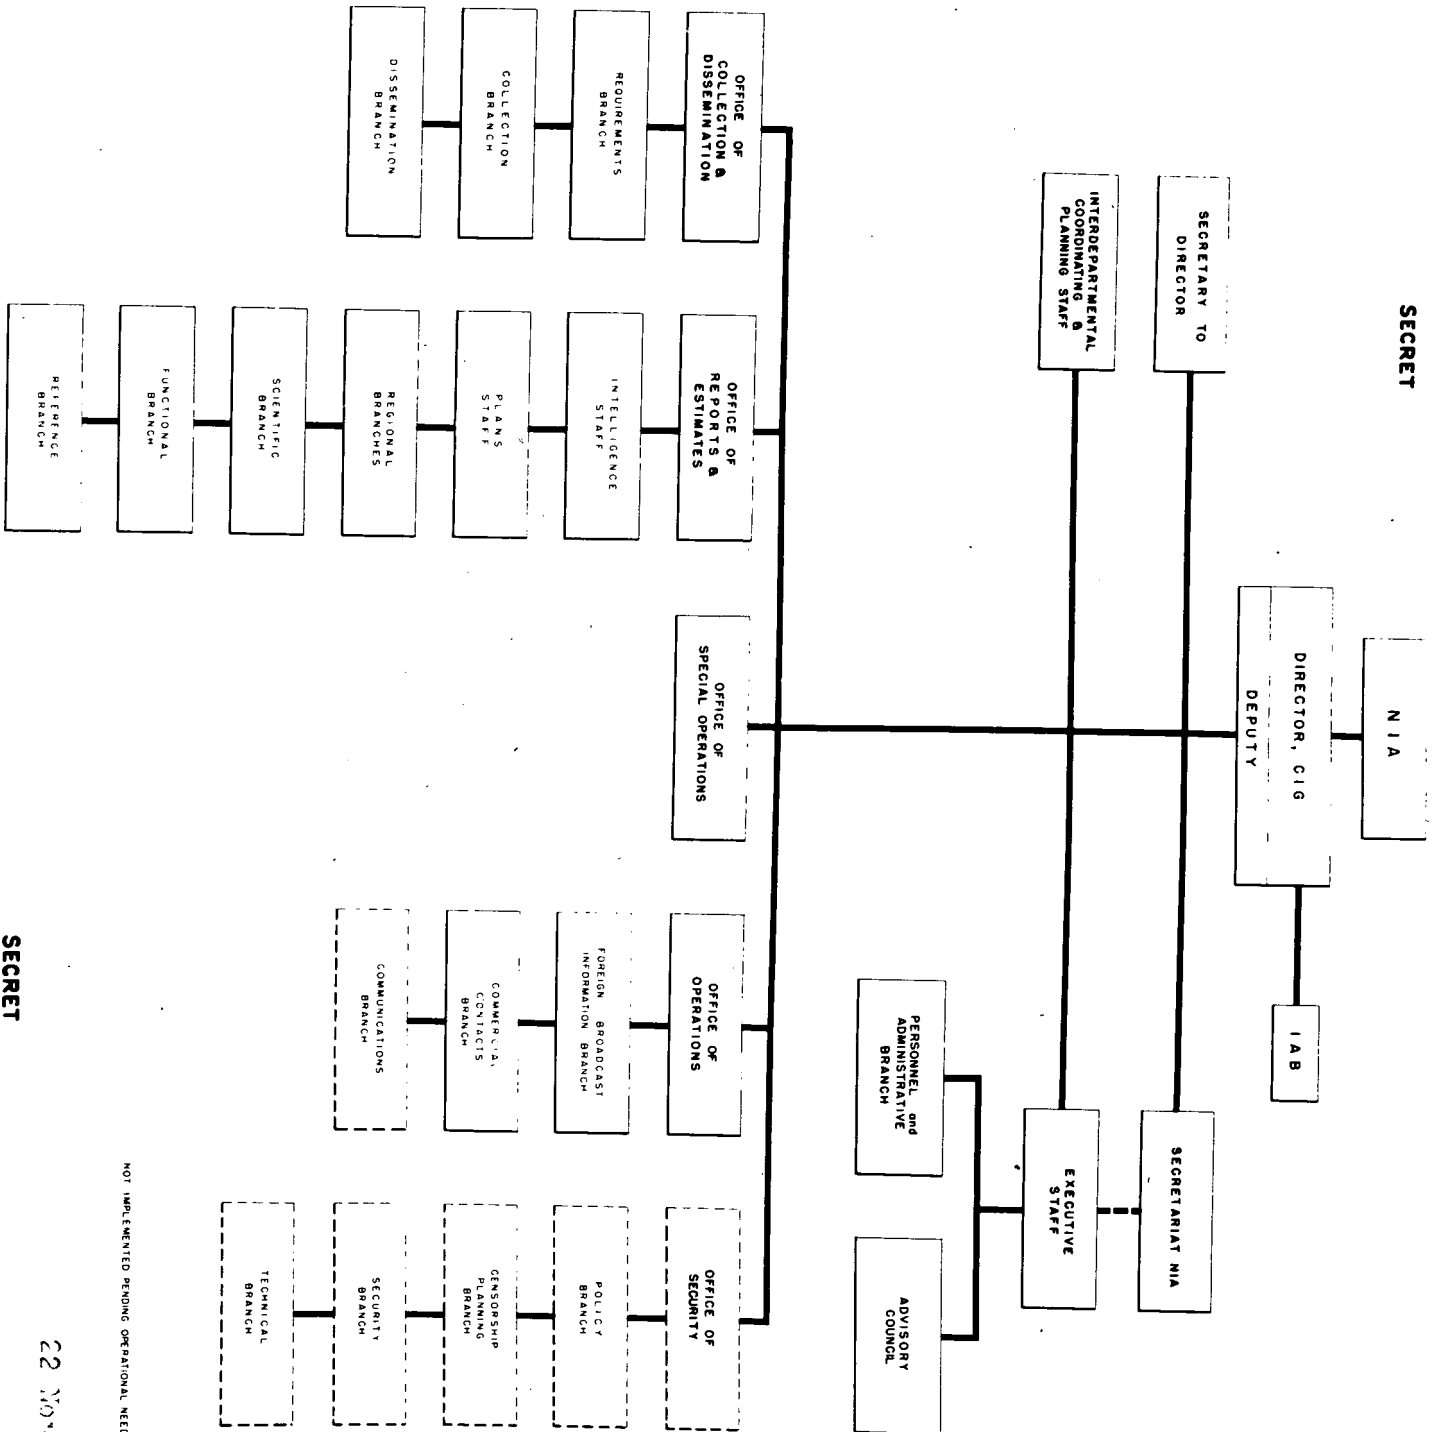 SECRET
N I A
DIRECTOR, CIG
DEPUTY
I A B
SECRETARY TO
DIRECTOR
SECRETARIAT NIA
INTERDEPARTMENTAL
COORDINATING &
PLANNING STAFF
EXECUTIVE
STAFF
PERSONNEL and
ADMINISTRATIVE
BRANCH
ADVISORY
COUNCIL
OFFICE OF
COLLECTION &
DISSEMINATION
REQUIREMENTS
BRANCH
COLLECTION
BRANCH
DISSEMINATION
BRANCH
OFFICE OF
REPORTS &
ESTIMATES
INTELLIGENCE
STAFF
PLANS
STAFF
REGIONAL
BRANCHES
SCIENTIFIC
BRANCH
FUNCTIONAL
BRANCH
REFERENCE
BRANCH
OFFICE OF
SPECIAL OPERATIONS
OFFICE OF
OPERATIONS
FOREIGN BROADCAST
INFORMATION BRANCH
COMMERCIAL
CONTACTS
BRANCH
COMMUNICATIONS
BRANCH
OFFICE OF
SECURITY
POLICY
BRANCH
CENSORSHIP
PLANNING
BRANCH
SECURITY
BRANCH
TECHNICAL
BRANCH
NOT IMPLEMENTED PENDING OPERATIONAL NEED
22 NOV
SECRET